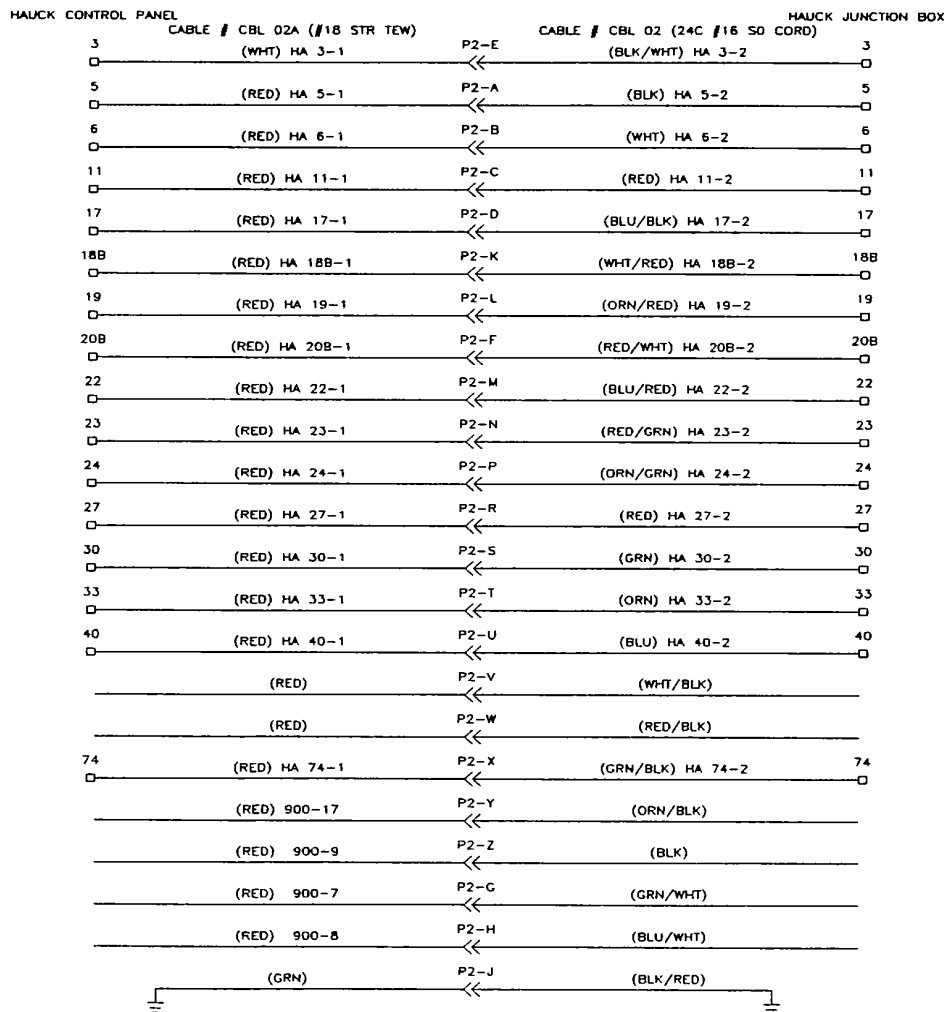 HAUCK CONTROL PANEL HAUCK JUNCTION BOX
CABLE # CBL 02A (#18 STR TEW) CABLE # CBL 02 (24C #16 SO CORD)
3 (WHT) HA 3-1 P2-E (BLK/WHT) HA 3-2 3
5 (RED) HA 5-1 P2-A (BLK) HA 5-2 5
6 (RED) HA 6-1 P2-B (WHT) HA 6-2 6
11 (RED) HA 11-1 P2-C (RED) HA 11-2 11
17 (RED) HA 17-1 P2-D (BLU/BLK) HA 17-2 17
18B (RED) HA 18B-1 P2-K (WHT/RED) HA 18B-2 18B
19 (RED) HA 19-1 P2-L (ORN/RED) HA 19-2 19
20B (RED) HA 20B-1 P2-F (RED/WHT) HA 20B-2 20B
22 (RED) HA 22-1 P2-M (BLU/RED) HA 22-2 22
23 (RED) HA 23-1 P2-N (RED/GRN) HA 23-2 23
24 (RED) HA 24-1 P2-P (ORN/GRN) HA 24-2 24
27 (RED) HA 27-1 P2-R (RED) HA 27-2 27
30 (RED) HA 30-1 P2-S (GRN) HA 30-2 30
33 (RED) HA 33-1 P2-T (ORN) HA 33-2 33
40 (RED) HA 40-1 P2-U (BLU) HA 40-2 40
(RED) P2-V (WHT/BLK)
(RED) P2-W (RED/BLK)
74 (RED) HA 74-1 P2-X (GRN/BLK) HA 74-2 74
(RED) 900-17 P2-Y (ORN/BLK)
(RED) 900-9 P2-Z (BLK)
(RED) 900-7 P2-G (GRN/WHT)
(RED) 900-8 P2-H (BLU/WHT)
(GRN) P2-J (BLK/RED)